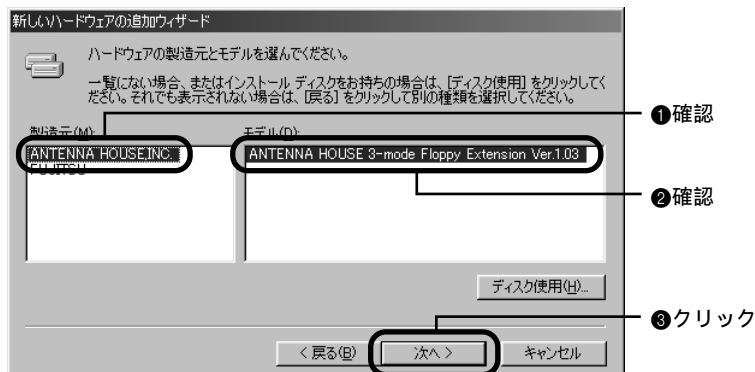 新しいハードウェアの追加ウィザード
ハードウェアの製造元とモデルを選んでください。
一覧にない場合、またはインストール ディスクをお持ちの場合は、[ディスク使用] をクリックしてく
ださい。それでも表示されない場合は、[戻る] をクリックして別の種類を選択してください。
製造元(M):
モデル(D):
❶確認
ANTENNA HOUSE,INC.
ANTENNA HOUSE 3-mode Floppy Extension Ver.1.03
FUJITSU
❷確認
ディスク使用(H)...
❸クリック
< 戻る(B)
次へ >
キャンセル